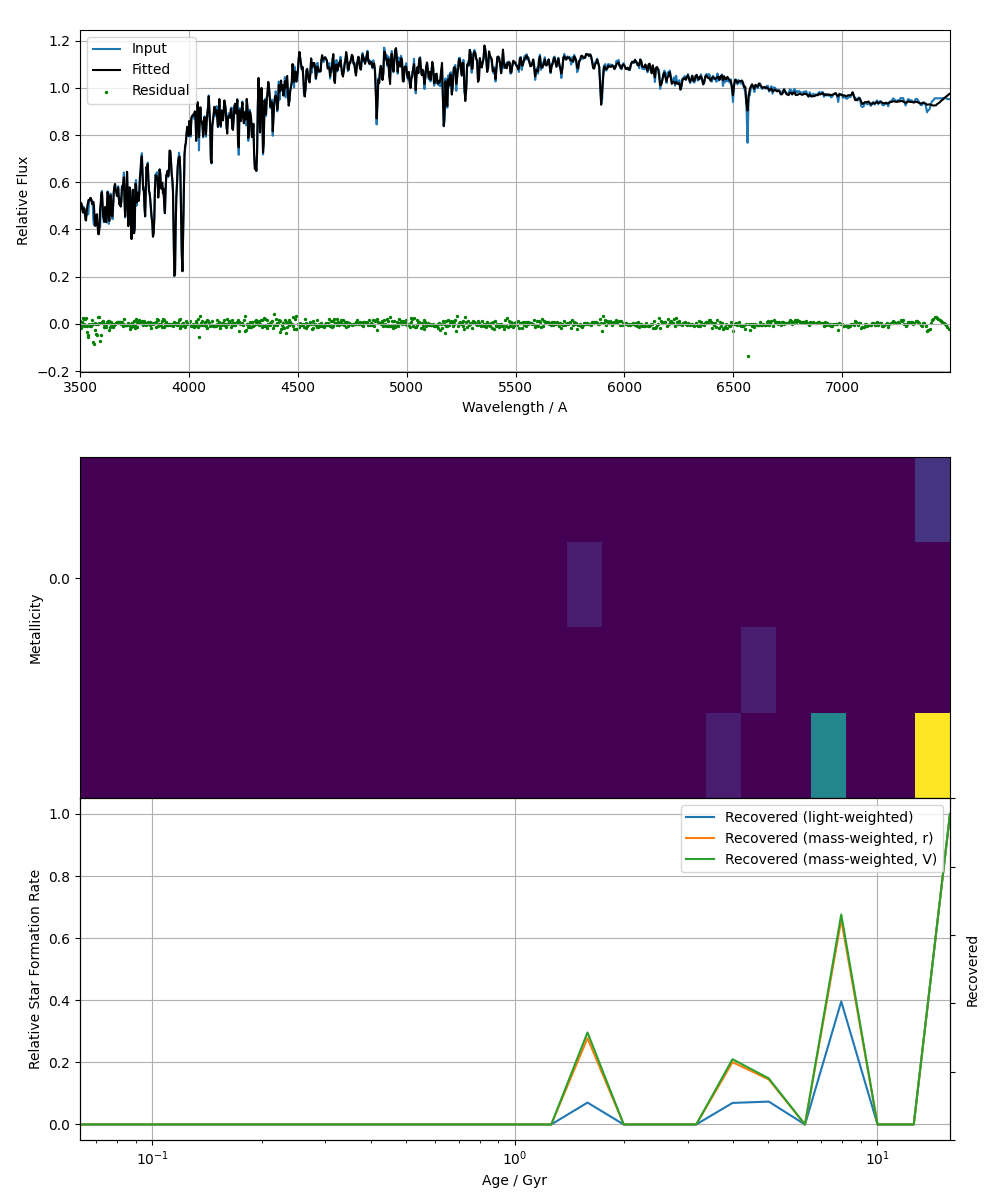 1.2
1.0
0.8
0.6
0.4
0.2
0.0
−0.2
Relative Flux
Input
Fitted
Residual
3500 4000 4500 5000 5500 6000 6500 7000
Wavelength / A
0.0
Metallicity
1.0
0.8
0.6
0.4
0.2
0.0
Relative Star Formation Rate
Recovered (light-weighted)
Recovered (mass-weighted, r)
Recovered (mass-weighted, V)
Recovered
10⁻¹ 10⁰ 10¹
Age / Gyr